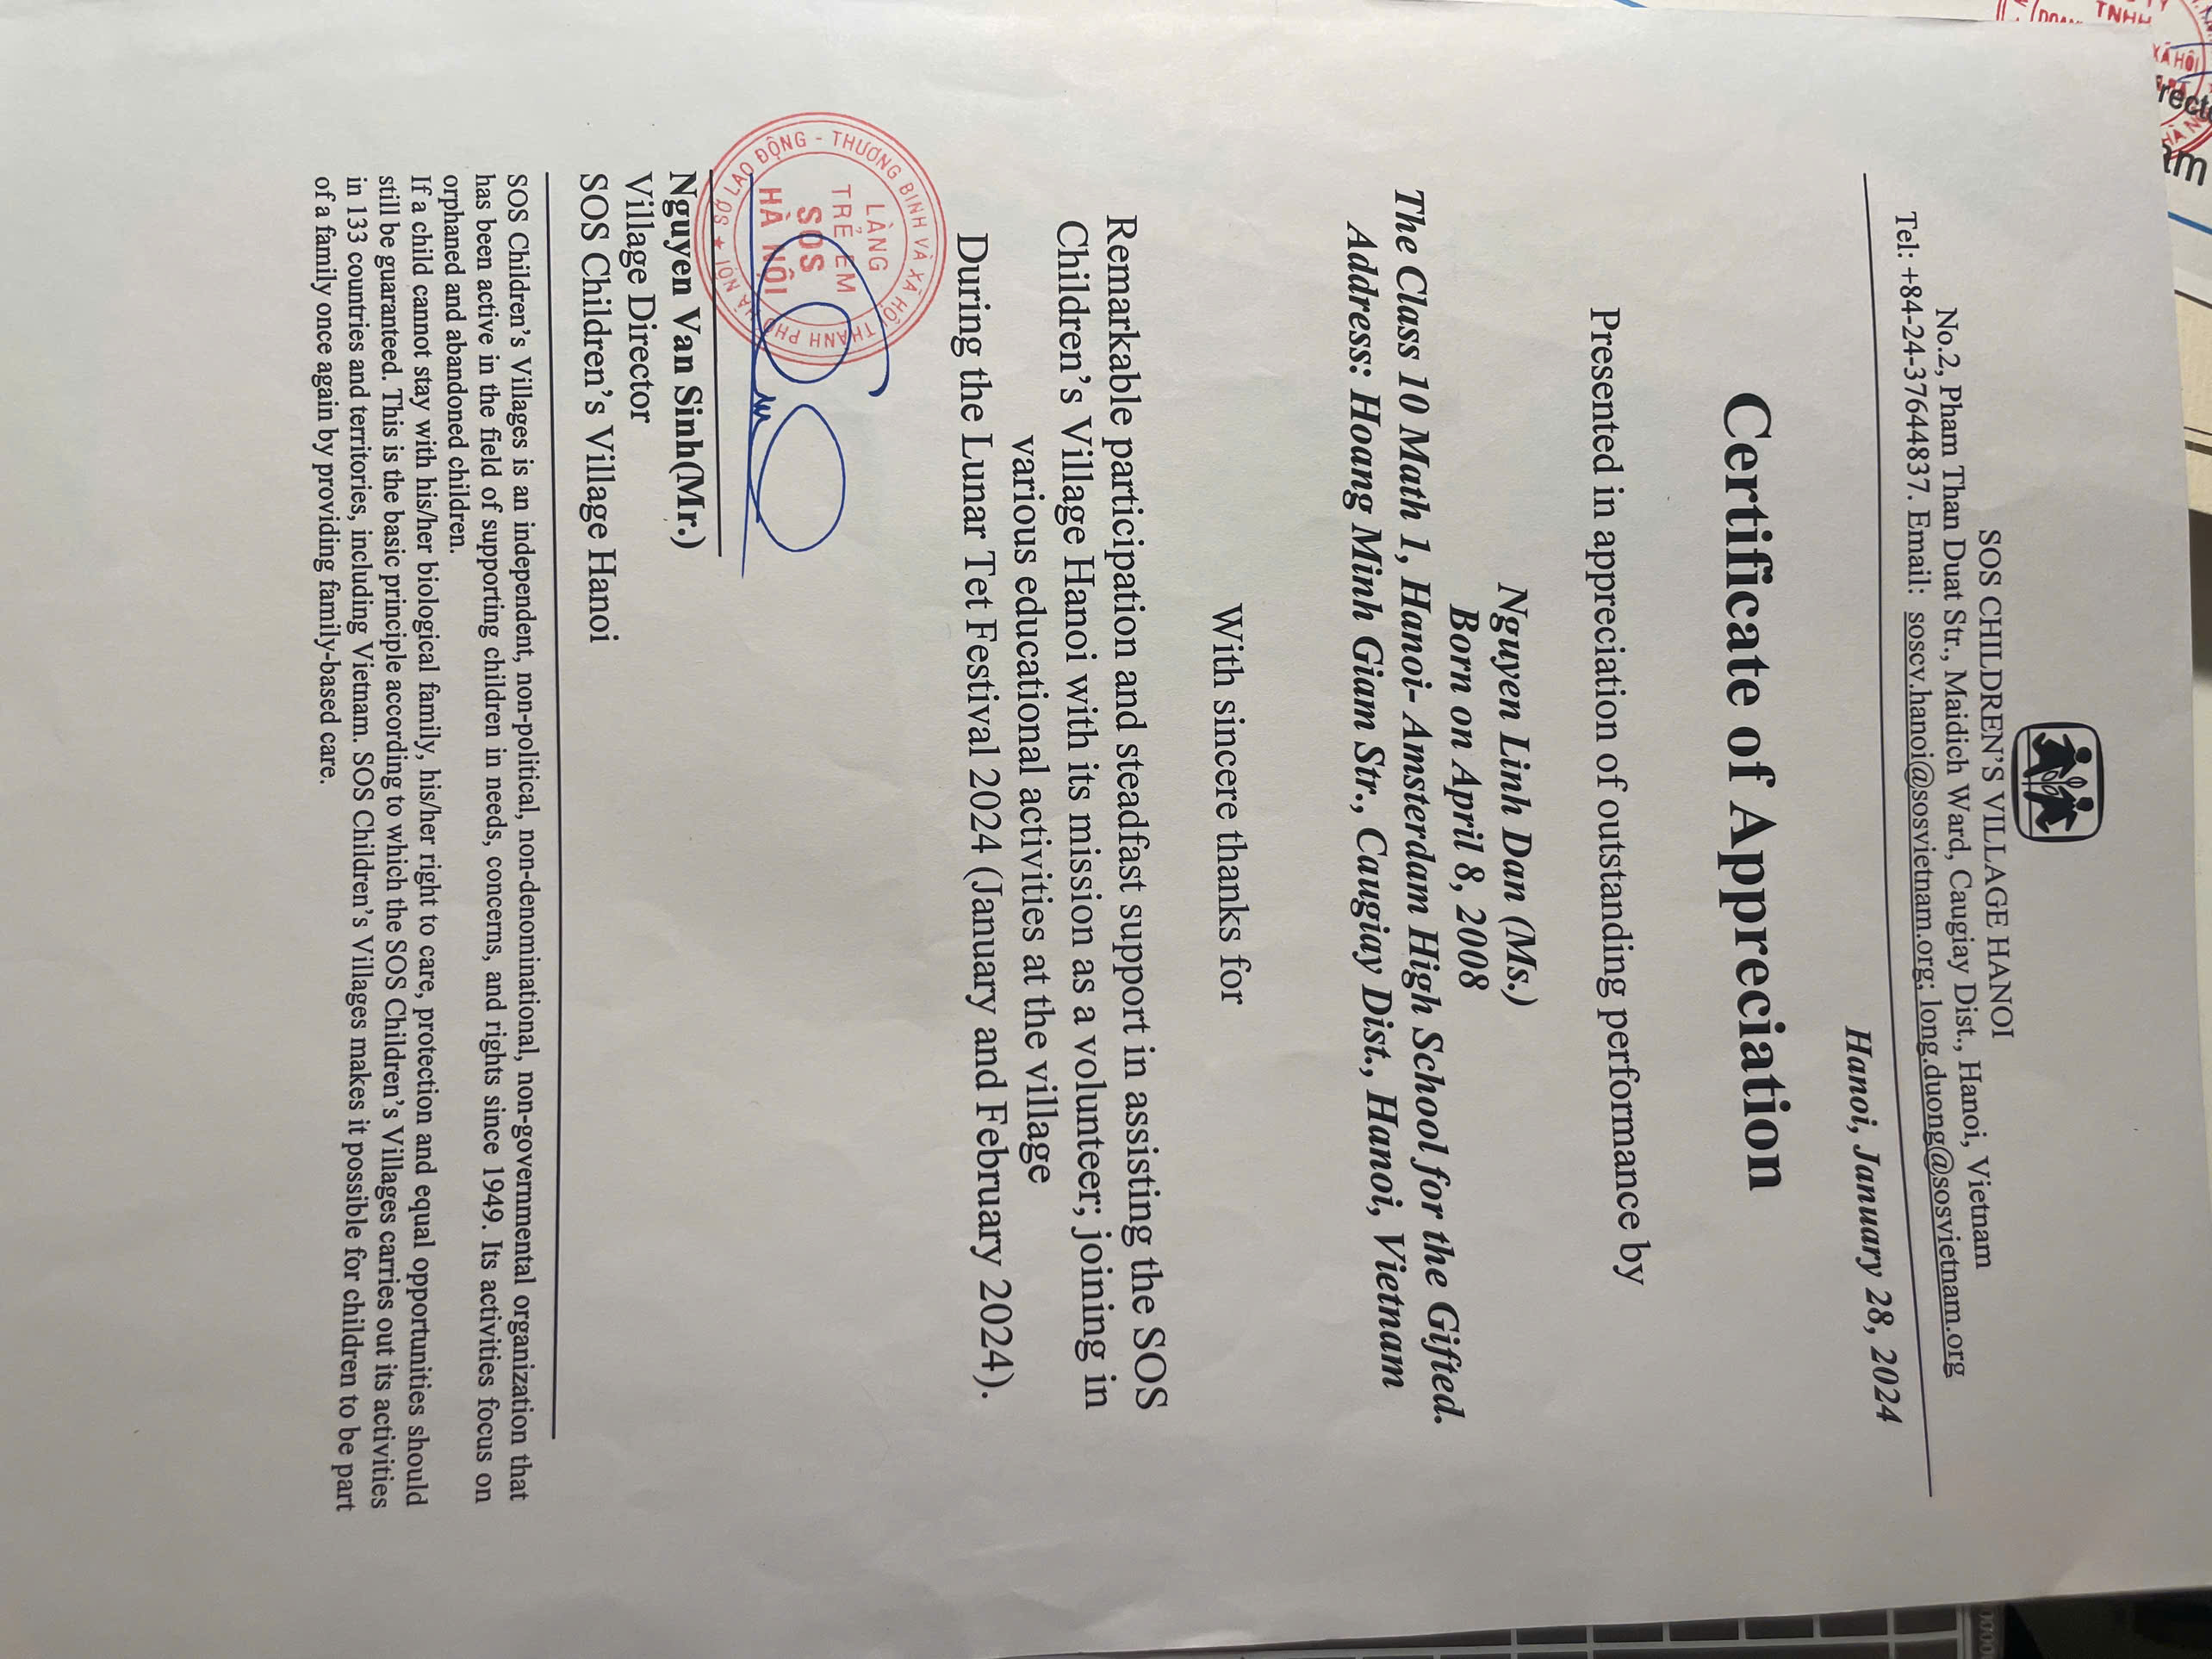 SOS CHILDREN'S VILLAGE HANOI
No.2, Pham Than Duat Str., Maidich Ward, Caugiay Dist., Hanoi, Vietnam
Tel: +84-24-37644837. Email: soscv.hanoi@sosvietnam.org; long.duong@sosvietnam.org
Hanoi, January 28, 2024
Certificate of Appreciation
Presented in appreciation of outstanding performance by
Nguyen Linh Dan (Ms.)
Born on April 8, 2008
The Class 10 Math 1, Hanoi- Amsterdam High School for the Gifted.
Address: Hoang Minh Giam Str., Caugiay Dist., Hanoi, Vietnam
With sincere thanks for
Remarkable participation and steadfast support in assisting the SOS
Children's Village Hanoi with its mission as a volunteer; joining in
various educational activities at the village
During the Lunar Tet Festival 2024 (January and February 2024).
SỞ LAO ĐỘNG - THƯƠNG BINH VÀ XÃ HỘI THÀNH PHỐ HÀ NỘI
LÀNG
TRẺ EM
SOS
HÀ NỘI
Nguyen Van Sinh(Mr.)
Village Director
SOS Children's Village Hanoi
SOS Children's Villages is an independent, non-political, non-denominational, non-governmental organization that
has been active in the field of supporting children in needs, concerns, and rights since 1949. Its activities focus on
orphaned and abandoned children.
If a child cannot stay with his/her biological family, his/her right to care, protection and equal opportunities should
still be guaranteed. This is the basic principle according to which the SOS Children's Villages carries out its activities
in 133 countries and territories, including Vietnam. SOS Children's Villages makes it possible for children to be part
of a family once again by providing family-based care.